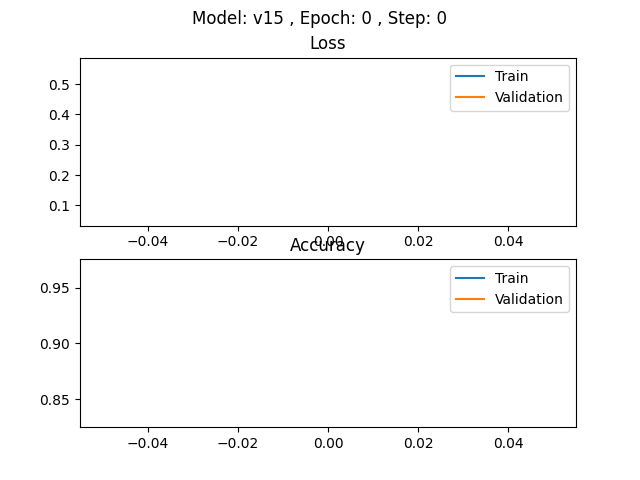 Model: v15 , Epoch: 0 , Step: 0
Loss
0.5
0.4
0.3
0.2
0.1
Train
Validation
−0.04 −0.02 0.00 0.02 0.04
Accuracy
0.95
0.90
0.85
Train
Validation
−0.04 −0.02 0.00 0.02 0.04